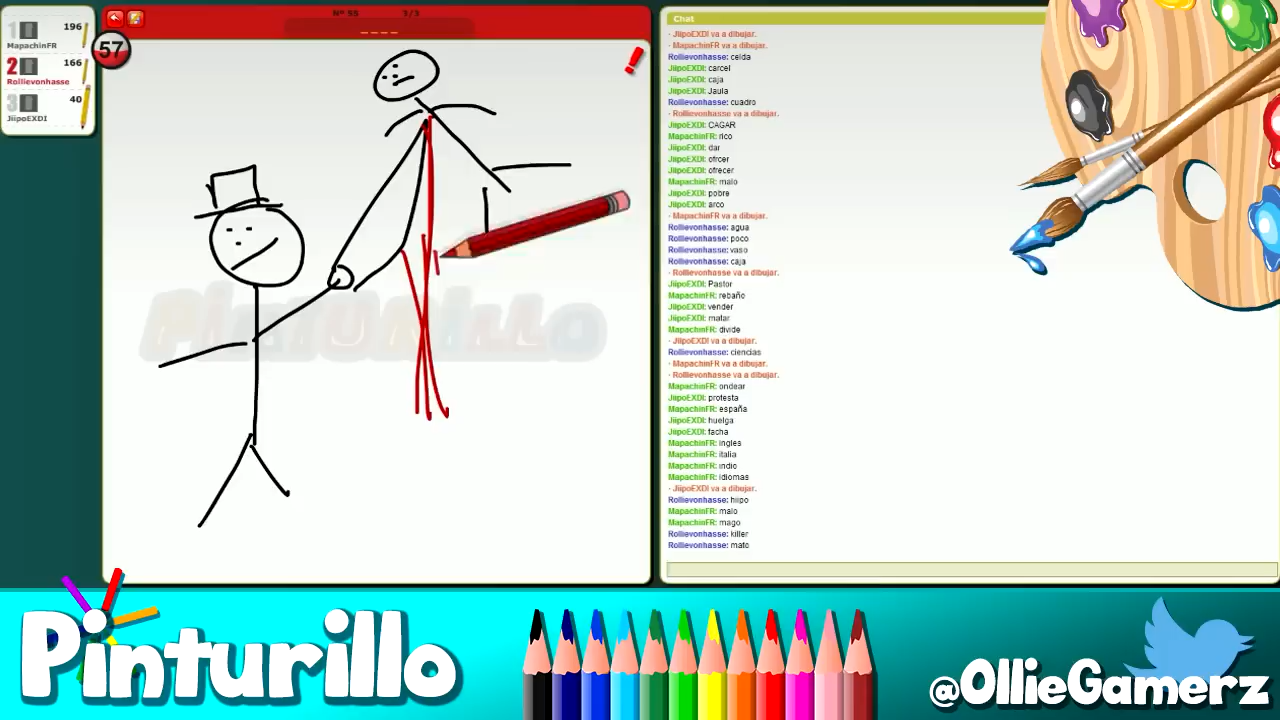 1 196
MapachinFR
2 166
Rollievonhasse
3 40
JiipoEXDI
57
Nº 55 3/3
_ _ _ _
!
Chat
· JiipoEXDI va a dibujar.
· MapachinFR va a dibujar.
Rollievonhasse: celda
JiipoEXDI: carcel
JiipoEXDI: caja
JiipoEXDI: Jaula
Rollievonhasse: cuadro
· Rollievonhasse va a dibujar.
JiipoEXDI: CAGAR
MapachinFR: rico
JiipoEXDI: dar
JiipoEXDI: ofrcer
JiipoEXDI: ofrecer
MapachinFR: malo
JiipoEXDI: pobre
JiipoEXDI: arco
· MapachinFR va a dibujar.
Rollievonhasse: agua
Rollievonhasse: poco
Rollievonhasse: vaso
Rollievonhasse: caja
· Rollievonhasse va a dibujar.
JiipoEXDI: Pastor
MapachinFR: rebaño
JiipoEXDI: vender
JiipoEXDI: matar
MapachinFR: divide
· JiipoEXDI va a dibujar.
Rollievonhasse: ciencias
· MapachinFR va a dibujar.
· Rollievonhasse va a dibujar.
MapachinFR: ondear
JiipoEXDI: protesta
MapachinFR: españa
JiipoEXDI: huelga
JiipoEXDI: facha
MapachinFR: ingles
MapachinFR: italia
MapachinFR: indio
MapachinFR: idiomas
· JiipoEXDI va a dibujar.
Rollievonhasse: hiipo
MapachinFR: malo
MapachinFR: mago
Rollievonhasse: killer
Rollievonhasse: mato
Pinturillo
@OllieGamerz